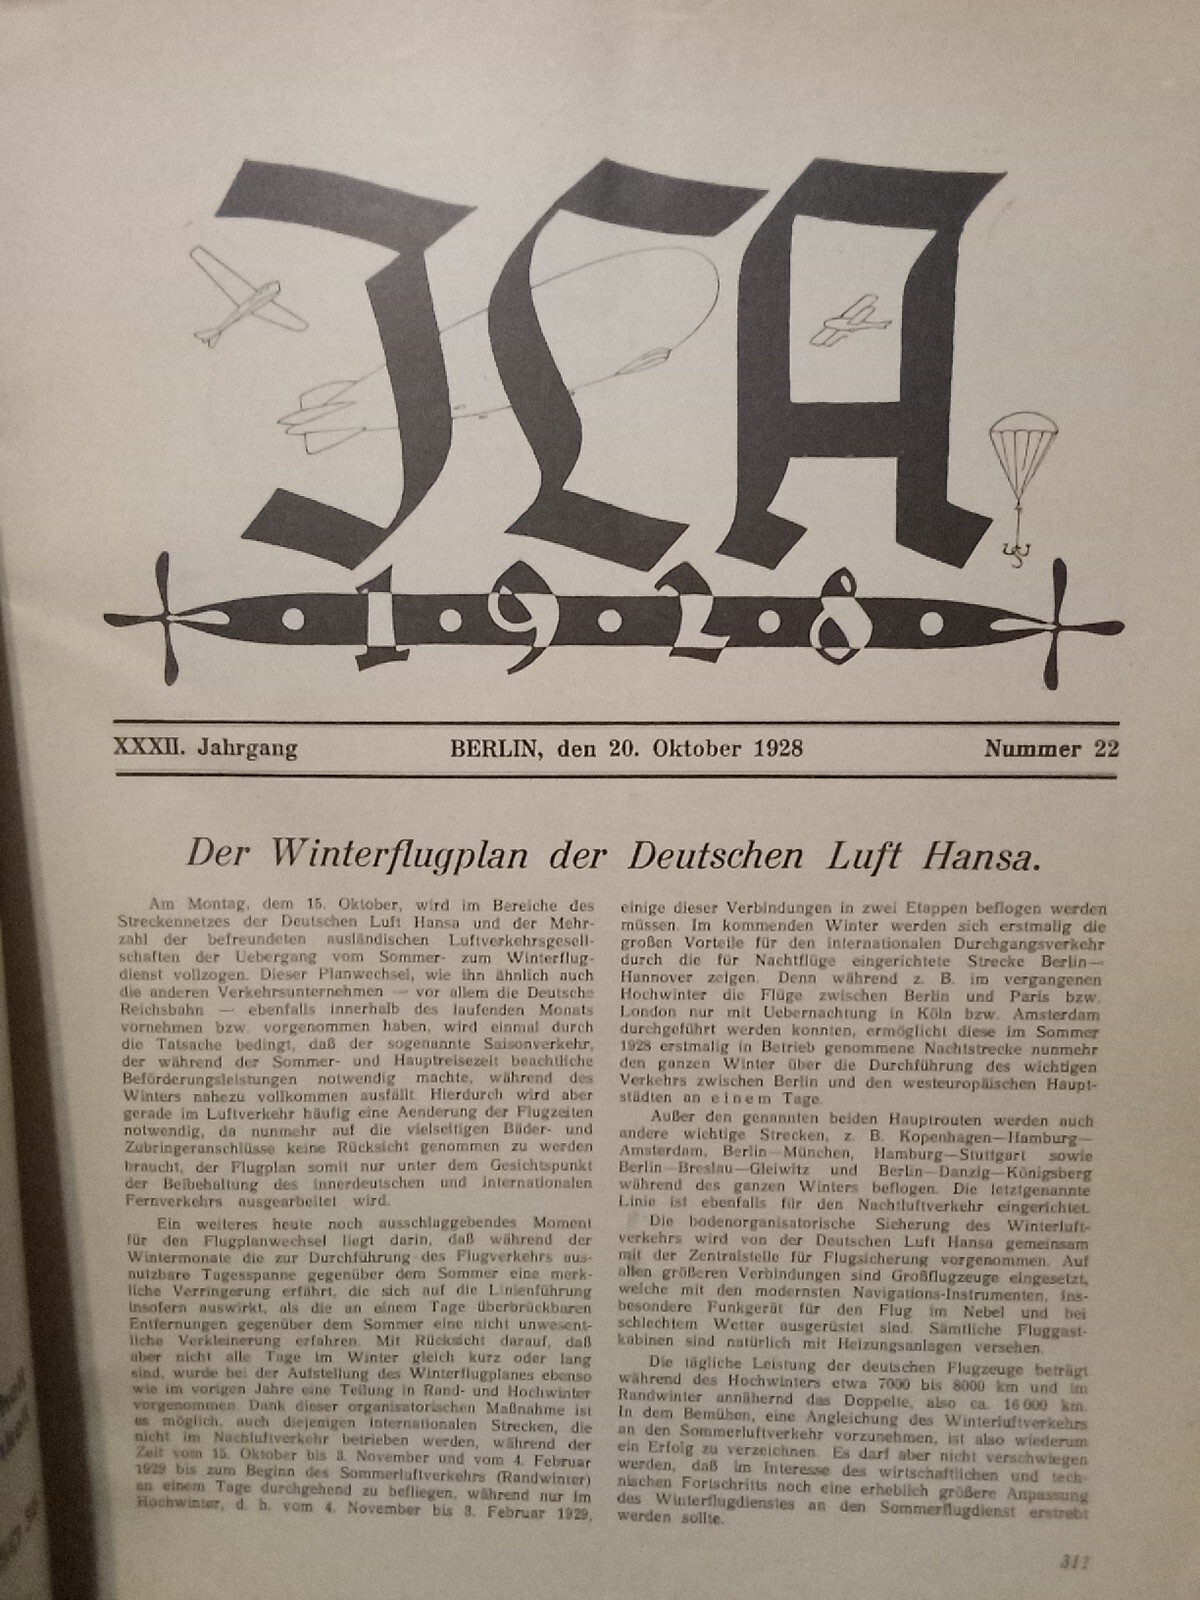 ILA
1928
XXXII. Jahrgang
BERLIN, den 20. Oktober 1928
Nummer 22
Der Winterflugplan der Deutschen Luft Hansa.
Am Montag, dem 15. Oktober, wird im Bereiche des
Streckennetzes der Deutschen Luft Hansa und der Mehr-
zahl der befreundeten ausländischen Luftverkehrsgesell-
schaften der Uebergang vom Sommer- zum Winterflug-
dienst vollzogen. Dieser Planwechsel, wie ihn ähnlich auch
die anderen Verkehrsunternehmen — vor allem die Deutsche
Reichsbahn — ebenfalls innerhalb des laufenden Monats
vornehmen bzw. vorgenommen haben, wird einmal durch
die Tatsache bedingt, daß der sogenannte Saisonverkehr,
der während der Sommer- und Hauptreisezeit beachtliche
Beförderungsleistungen notwendig machte, während des
Winters nahezu vollkommen ausfällt. Hierdurch wird aber
gerade im Luftverkehr häufig eine Aenderung der Flugzeiten
notwendig, da nunmehr auf die vielseitigen Bäder- und
Zubringeranschlüsse keine Rücksicht genommen zu werden
braucht, der Flugplan somit nur unter dem Gesichtspunkt
der Beibehaltung des innerdeutschen und internationalen
Fernverkehrs ausgearbeitet wird.
Ein weiteres heute noch ausschlaggebendes Moment
für den Flugplanwechsel liegt darin, daß während der
Wintermonate die zur Durchführung des Flugverkehrs aus-
nutzbare Tagesspanne gegenüber dem Sommer eine merk-
liche Verringerung erfährt, die sich auf die Linienführung
insofern auswirkt, als die an einem Tage überbrückbaren
Entfernungen gegenüber dem Sommer eine nicht unwesent-
liche Verkleinerung erfahren. Mit Rücksicht darauf, daß
aber nicht alle Tage im Winter gleich kurz oder lang
sind, wurde bei der Aufstellung des Winterflugplanes ebenso
wie im vorigen Jahre eine Teilung in Rand- und Hochwinter
vorgenommen. Dank dieser organisatorischen Maßnahme ist
es möglich, auch diejenigen internationalen Strecken, die
nicht im Nachtluftverkehr betrieben werden, während der
Zeit vom 15. Oktober bis 3. November und vom 4. Februar
1929 bis zum Beginn des Sommerluftverkehrs (Randwinter)
an einem Tage durchgehend zu befliegen, während nur im
Hochwinter, d. h. vom 4. November bis 3. Februar 1929,
einige dieser Verbindungen in zwei Etappen beflogen werden
müssen. Im kommenden Winter werden sich erstmalig die
großen Vorteile für den internationalen Durchgangsverkehr
durch die für Nachtflüge eingerichtete Strecke Berlin—
Hannover zeigen. Denn während z. B. im vergangenen
Hochwinter die Flüge zwischen Berlin und Paris bzw.
London nur mit Uebernachtung in Köln bzw. Amsterdam
durchgeführt werden konnten, ermöglicht diese im Sommer
1928 erstmalig in Betrieb genommene Nachtstrecke nunmehr
den ganzen Winter über die Durchführung des wichtigen
Verkehrs zwischen Berlin und den westeuropäischen Haupt-
städten an einem Tage.
Außer den genannten beiden Hauptrouten werden auch
andere wichtige Strecken, z. B. Kopenhagen—Hamburg—
Amsterdam, Berlin—München, Hamburg—Stuttgart sowie
Berlin—Breslau—Gleiwitz und Berlin—Danzig—Königsberg
während des ganzen Winters beflogen. Die letztgenannte
Linie ist ebenfalls für den Nachtluftverkehr eingerichtet.
Die bodenorganisatorische Sicherung des Winterluft-
verkehrs wird von der Deutschen Luft Hansa gemeinsam
mit der Zentralstelle für Flugsicherung vorgenommen. Auf
allen größeren Verbindungen sind Großflugzeuge eingesetzt,
welche mit den modernsten Navigations-Instrumenten, ins-
besondere Funkgerät für den Flug im Nebel und bei
schlechtem Wetter ausgerüstet sind. Sämtliche Fluggast-
kabinen sind natürlich mit Heizungsanlagen versehen.
Die tägliche Leistung der deutschen Flugzeuge beträgt
während des Hochwinters etwa 7000 bis 8000 km und im
Randwinter annähernd das Doppelte, also ca. 16 000 km.
In dem Bemühen, eine Angleichung des Winterluftverkehrs
an den Sommerluftverkehr vorzunehmen, ist also wiederum
ein Erfolg zu verzeichnen. Es darf aber nicht verschwiegen
werden, daß im Interesse des wirtschaftlichen und tech-
nischen Fortschritts noch eine erheblich größere Anpassung
des Winterflugdienstes an den Sommerflugdienst erstrebt
werden sollte.